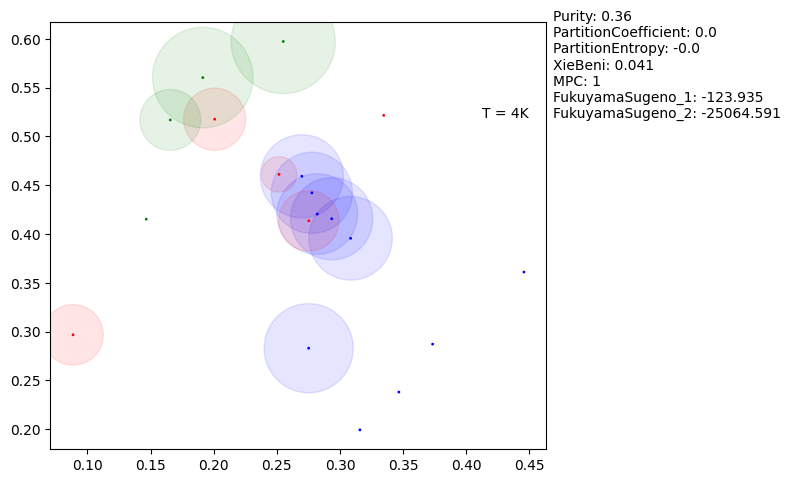 Purity: 0.36
PartitionCoefficient: 0.0
PartitionEntropy: -0.0
XieBeni: 0.041
MPC: 1
FukuyamaSugeno_1: -123.935
FukuyamaSugeno_2: -25064.591
T = 4K
0.60
0.55
0.50
0.45
0.40
0.35
0.30
0.25
0.20
0.10
0.15
0.20
0.25
0.30
0.35
0.40
0.45